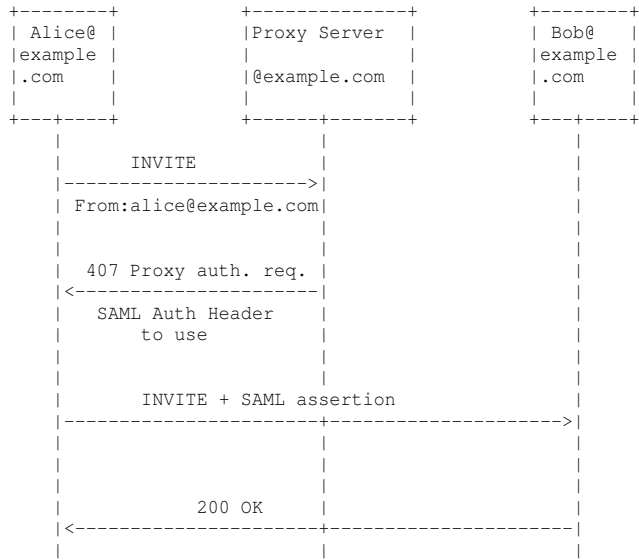 Alice@ Proxy Server Bob@
example example
.com @example.com .com
INVITE
From:alice@example.com
407 Proxy auth. req.
SAML Auth Header
to use
INVITE + SAML assertion
200 OK